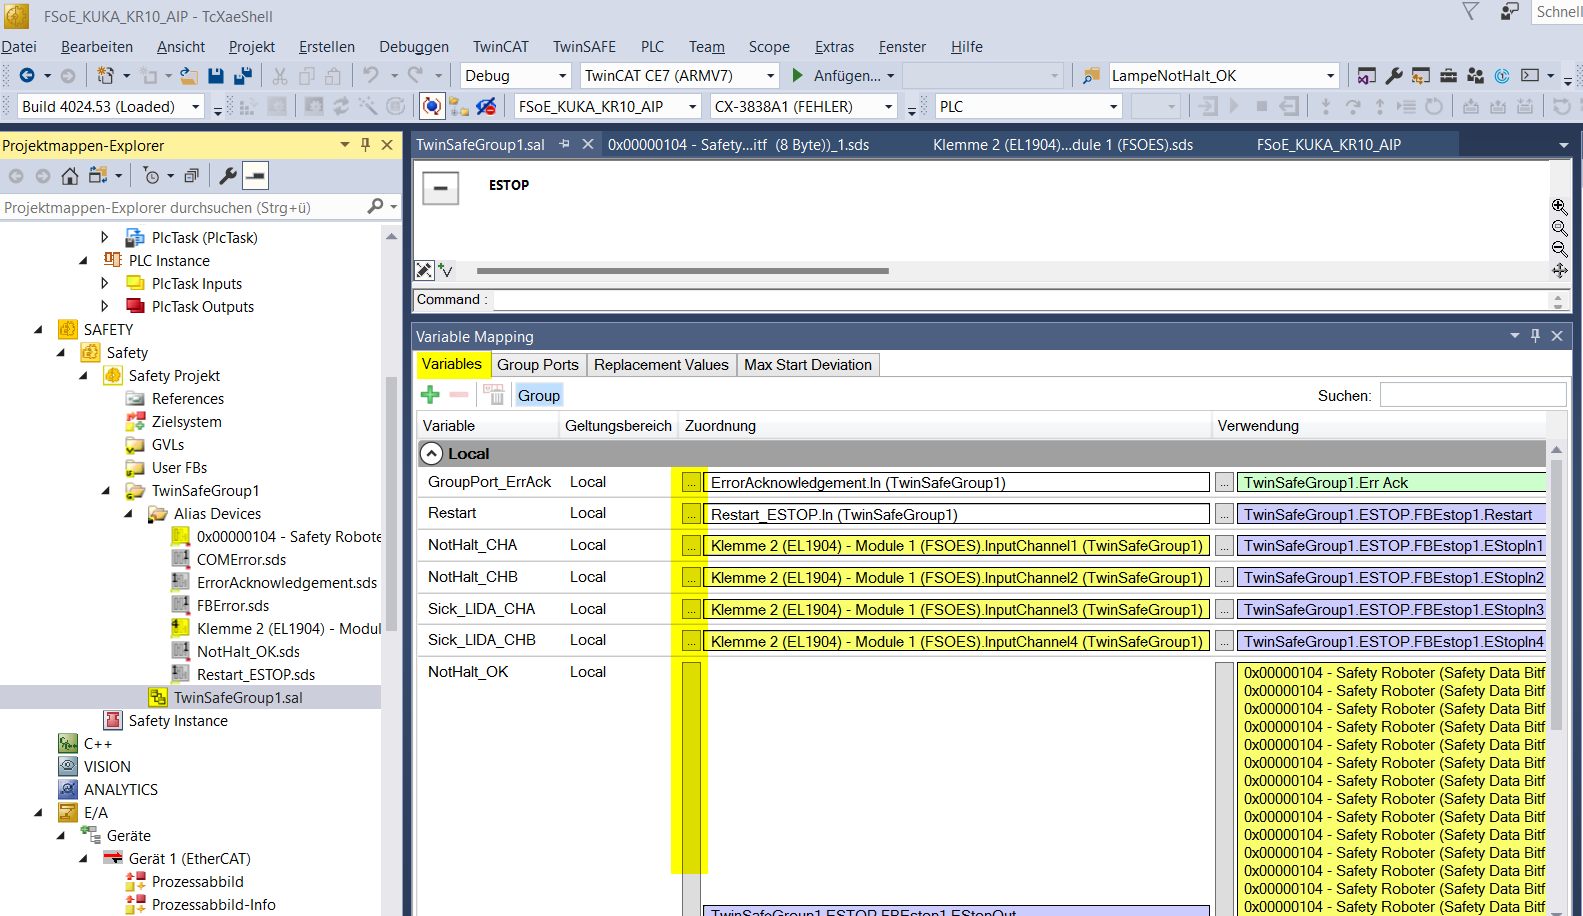 FSoE_KUKA_KR10_AIP - TcXaeShell
Schnell
Datei Bearbeiten Ansicht Projekt Erstellen Debuggen TwinCAT TwinSAFE PLC Team Scope Extras Fenster Hilfe
Debug TwinCAT CE7 (ARMV7) Anfügen... LampeNotHalt_OK
Build 4024.53 (Loaded) FSoE_KUKA_KR10_AIP CX-3838A1 (FEHLER) PLC
Projektmappen-Explorer
Projektmappen-Explorer durchsuchen (Strg+ü)
PlcTask (PlcTask)
PLC Instance
PlcTask Inputs
PlcTask Outputs
SAFETY
Safety
Safety Projekt
References
Zielsystem
GVLs
User FBs
TwinSafeGroup1
Alias Devices
0x00000104 - Safety Robote
COMError.sds
ErrorAcknowledgement.sds
FBError.sds
Klemme 2 (EL1904) - Modul
NotHalt_OK.sds
Restart_ESTOP.sds
TwinSafeGroup1.sal
Safety Instance
C++
VISION
ANALYTICS
E/A
Geräte
Gerät 1 (EtherCAT)
Prozessabbild
Prozessabbild-Info
TwinSafeGroup1.sal 0x00000104 - Safety...itf (8 Byte))_1.sds Klemme 2 (EL1904)...dule 1 (FSOES).sds FSoE_KUKA_KR10_AIP
ESTOP
Command :
Variable Mapping
Variables Group Ports Replacement Values Max Start Deviation
Group Suchen:
Variable Geltungsbereich Zuordnung Verwendung
Local
GroupPort_ErrAck Local ... ErrorAcknowledgement.In (TwinSafeGroup1) ... TwinSafeGroup1.Err Ack
Restart Local ... Restart_ESTOP.In (TwinSafeGroup1) ... TwinSafeGroup1.ESTOP.FBEstop1.Restart
NotHalt_CHA Local ... Klemme 2 (EL1904) - Module 1 (FSOES).InputChannel1 (TwinSafeGroup1) ... TwinSafeGroup1.ESTOP.FBEstop1.EStopIn1
NotHalt_CHB Local ... Klemme 2 (EL1904) - Module 1 (FSOES).InputChannel2 (TwinSafeGroup1) ... TwinSafeGroup1.ESTOP.FBEstop1.EStopIn2
Sick_LIDA_CHA Local ... Klemme 2 (EL1904) - Module 1 (FSOES).InputChannel3 (TwinSafeGroup1) ... TwinSafeGroup1.ESTOP.FBEstop1.EStopIn3
Sick_LIDA_CHB Local ... Klemme 2 (EL1904) - Module 1 (FSOES).InputChannel4 (TwinSafeGroup1) ... TwinSafeGroup1.ESTOP.FBEstop1.EStopIn4
NotHalt_OK Local 0x00000104 - Safety Roboter (Safety Data Bitf
0x00000104 - Safety Roboter (Safety Data Bitf
0x00000104 - Safety Roboter (Safety Data Bitf
0x00000104 - Safety Roboter (Safety Data Bitf
0x00000104 - Safety Roboter (Safety Data Bitf
0x00000104 - Safety Roboter (Safety Data Bitf
0x00000104 - Safety Roboter (Safety Data Bitf
0x00000104 - Safety Roboter (Safety Data Bitf
0x00000104 - Safety Roboter (Safety Data Bitf
0x00000104 - Safety Roboter (Safety Data Bitf
0x00000104 - Safety Roboter (Safety Data Bitf
0x00000104 - Safety Roboter (Safety Data Bitf
0x00000104 - Safety Roboter (Safety Data Bitf
0x00000104 - Safety Roboter (Safety Data Bitf
TwinSafeGroup1.ESTOP.FBEstop1.EStopOut